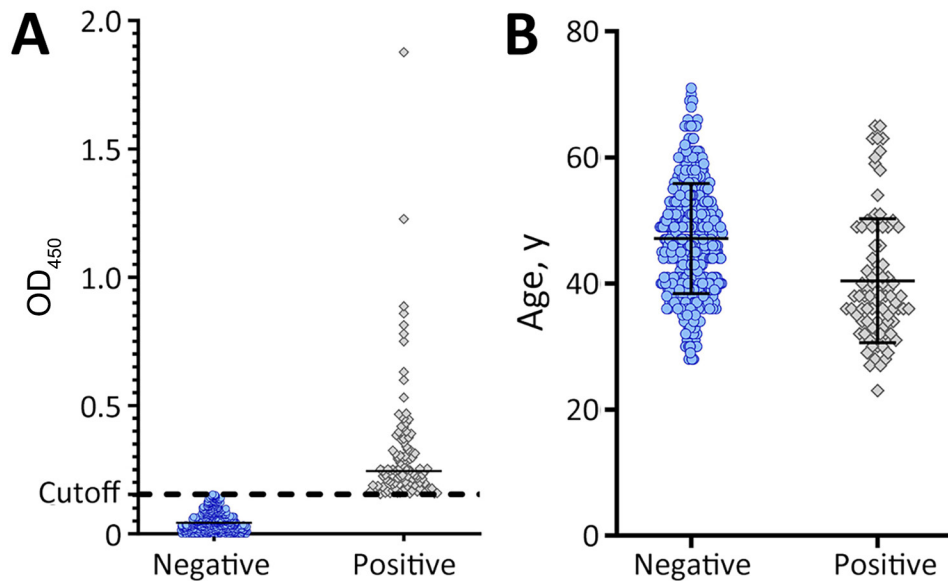 A
2.0
1.5
1.0
0.5
Cutoff
0
OD450
Negative Positive
B
80
60
40
20
0
Age, y
Negative Positive